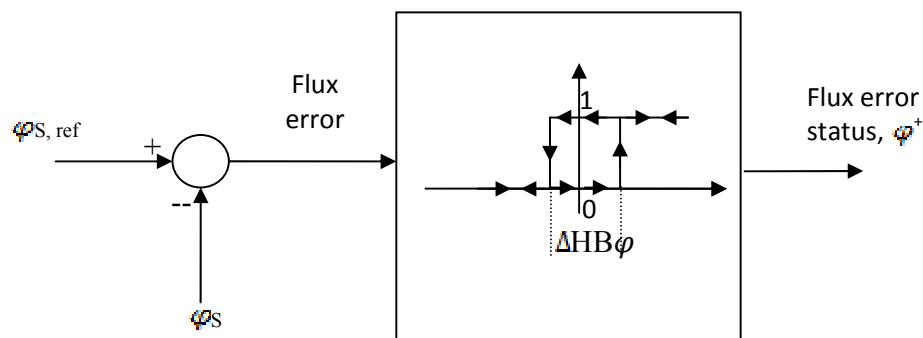 Flux
error
φS, ref
+
--
φS
1
0
ΔHBφ
Flux error
status, φ+